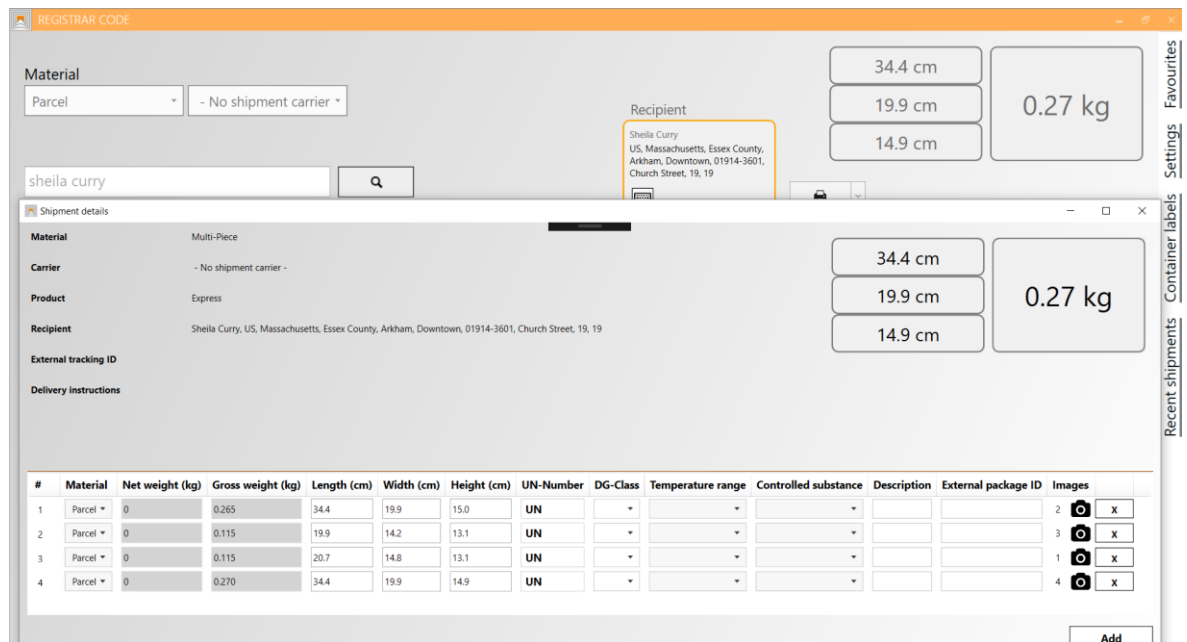 REGISTRAR CODE
Material
Parcel
- No shipment carrier
sheila curry
Recipient
Sheila Curry
US, Massachusetts, Essex County,
Arkham, Downtown, 01914-3601,
Church Street, 19, 19
34.4 cm
19.9 cm
14.9 cm
0.27 kg
Favourites
Settings
Container labels
Recent shipments
Shipment details
Material Multi-Piece
Carrier - No shipment carrier -
Product Express
Recipient Sheila Curry, US, Massachusetts, Essex County, Arkham, Downtown, 01914-3601, Church Street, 19, 19
External tracking ID
Delivery instructions
34.4 cm
19.9 cm
14.9 cm
0.27 kg
# Material Net weight (kg) Gross weight (kg) Length (cm) Width (cm) Height (cm) UN-Number DG-Class Temperature range Controlled substance Description External package ID Images
1 Parcel 0 0.265 34.4 19.9 15.0 UN 2 x
2 Parcel 0 0.115 19.9 14.2 13.1 UN 3 x
3 Parcel 0 0.115 20.7 14.8 13.1 UN 1 x
4 Parcel 0 0.270 34.4 19.9 14.9 UN 4 x
Add